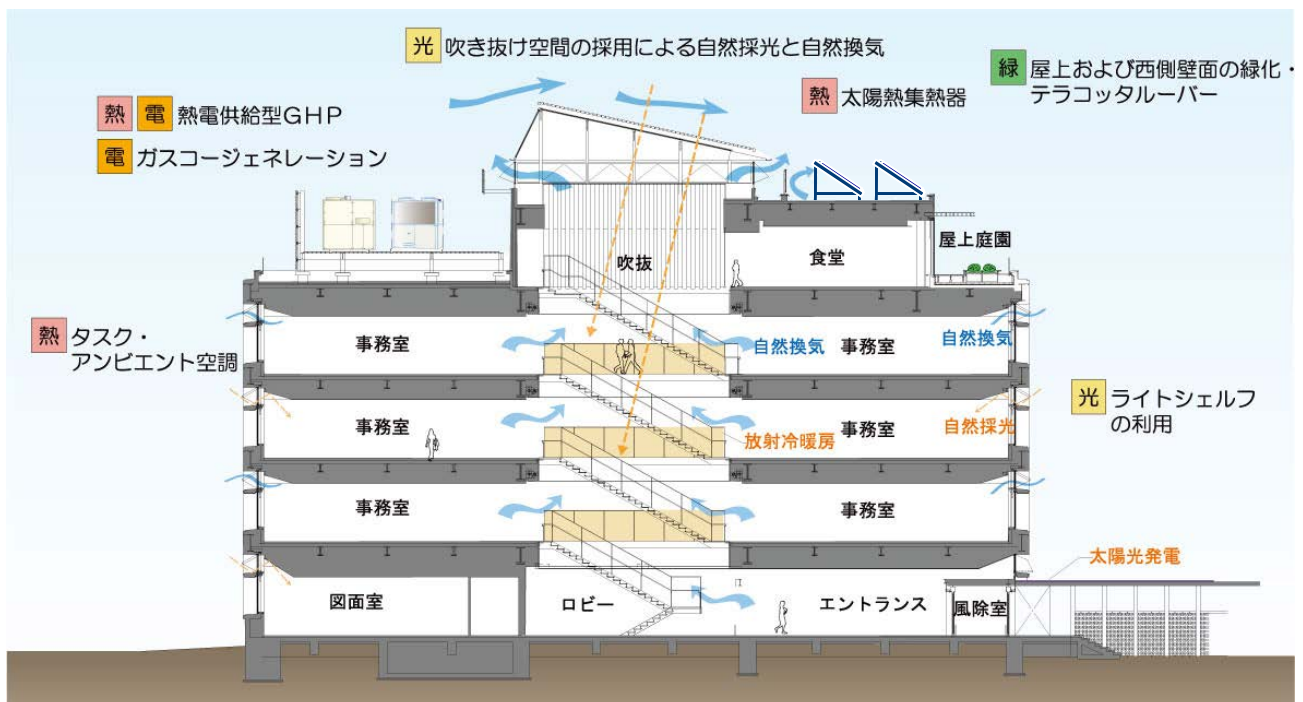 光 吹き抜け空間の採用による自然採光と自然換気
緑 屋上および西側壁面の緑化・
テラコッタルーバー
熱 電 熱電供給型GHP
熱 太陽熱集熱器
電 ガスコージェネレーション
屋上庭園
吹抜
食堂
熱 タスク・
アンビエント空調
事務室
自然換気
事務室
自然換気
光 ライトシェルフ
の利用
事務室
放射冷暖房
事務室
自然採光
事務室
事務室
太陽光発電
図面室
ロビー
エントランス
風除室